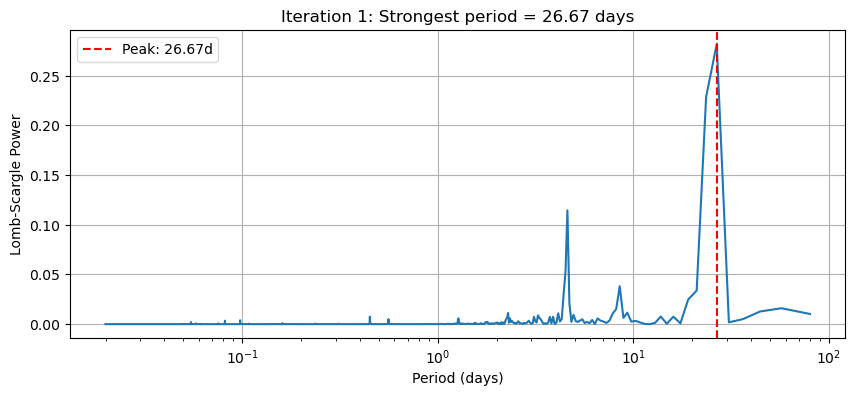 Iteration 1: Strongest period = 26.67 days
Peak: 26.67d
Lomb-Scargle Power
0.25
0.20
0.15
0.10
0.05
0.00
10⁻¹
10⁰
10¹
10²
Period (days)